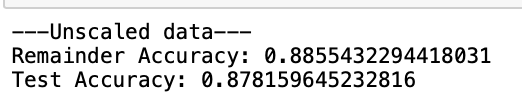 ---Unscaled data---
Remainder Accuracy: 0.8855432294418031
Test Accuracy: 0.878159645232816